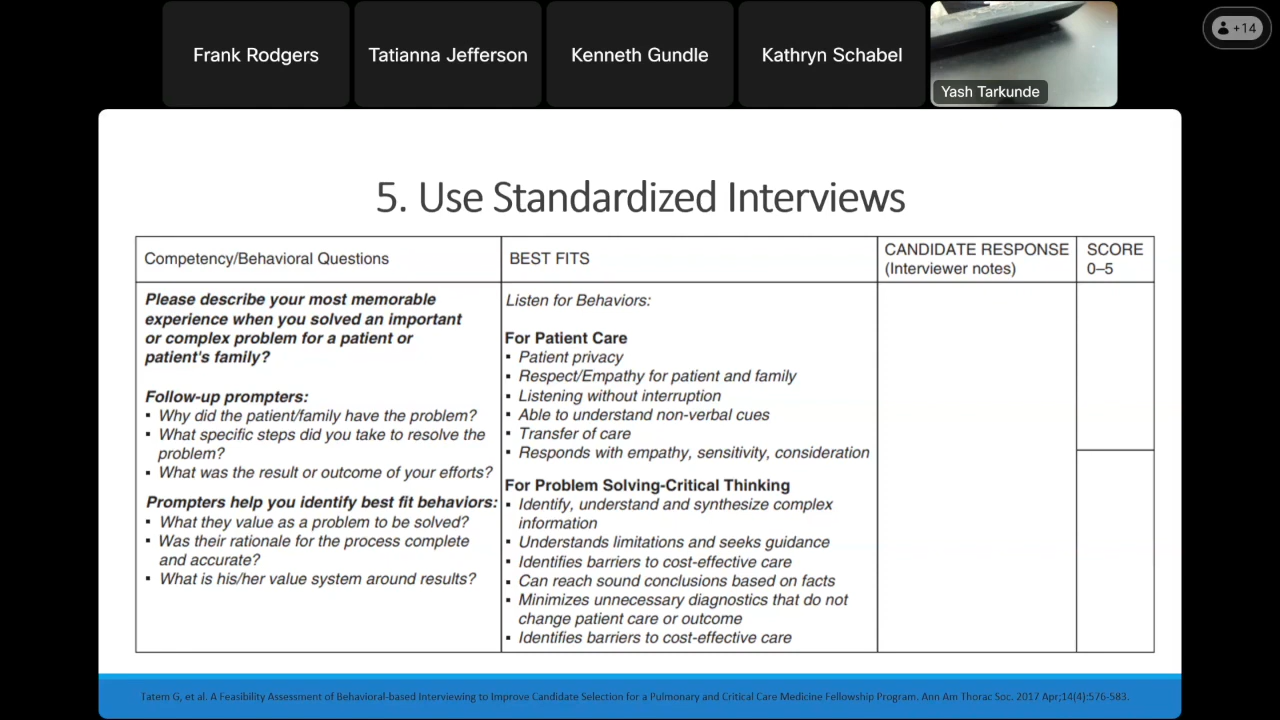 Frank Rodgers
Tatianna Jefferson
Kenneth Gundle
Kathryn Schabel
Yash Tarkunde
+14
5. Use Standardized Interviews
Competency/Behavioral Questions
BEST FITS
CANDIDATE RESPONSE
(Interviewer notes)
SCORE
0–5
Please describe your most memorable
experience when you solved an important
or complex problem for a patient or
patient's family?
Follow-up prompters:
▪ Why did the patient/family have the problem?
▪ What specific steps did you take to resolve the
problem?
▪ What was the result or outcome of your efforts?
Prompters help you identify best fit behaviors:
▪ What they value as a problem to be solved?
▪ Was their rationale for the process complete
and accurate?
▪ What is his/her value system around results?
Listen for Behaviors:
For Patient Care
▪ Patient privacy
▪ Respect/Empathy for patient and family
▪ Listening without interruption
▪ Able to understand non-verbal cues
▪ Transfer of care
▪ Responds with empathy, sensitivity, consideration
For Problem Solving-Critical Thinking
▪ Identify, understand and synthesize complex
information
▪ Understands limitations and seeks guidance
▪ Identifies barriers to cost-effective care
▪ Can reach sound conclusions based on facts
▪ Minimizes unnecessary diagnostics that do not
change patient care or outcome
▪ Identifies barriers to cost-effective care
Tatem G, et al. A Feasibility Assessment of Behavioral-based Interviewing to Improve Candidate Selection for a Pulmonary and Critical Care Medicine Fellowship Program. Ann Am Thorac Soc. 2017 Apr;14(4):576-583.